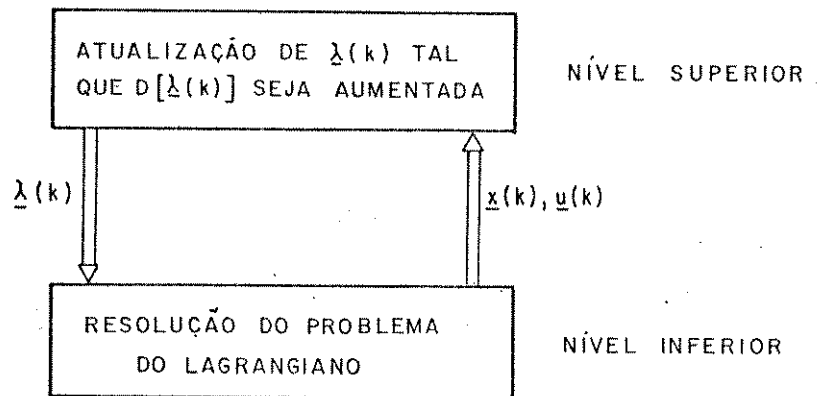 ATUALIZAÇÃO DE λ(k) TAL
QUE D[λ(k)] SEJA AUMENTADA
NÍVEL SUPERIOR
λ(k)
x(k), u(k)
RESOLUÇÃO DO PROBLEMA
DO LAGRANGIANO
NÍVEL INFERIOR